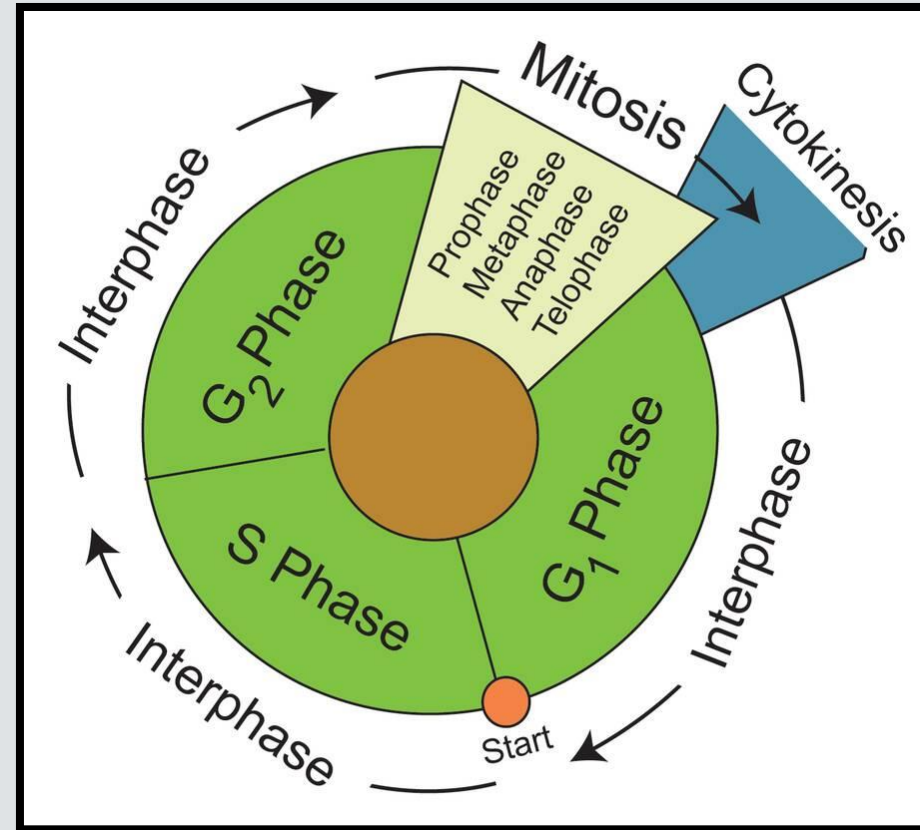 Mitosis
Cytokinesis
Prophase
Metaphase
Anaphase
Telophase
Interphase
G2 Phase
G1 Phase
S Phase
Interphase
Interphase
Start